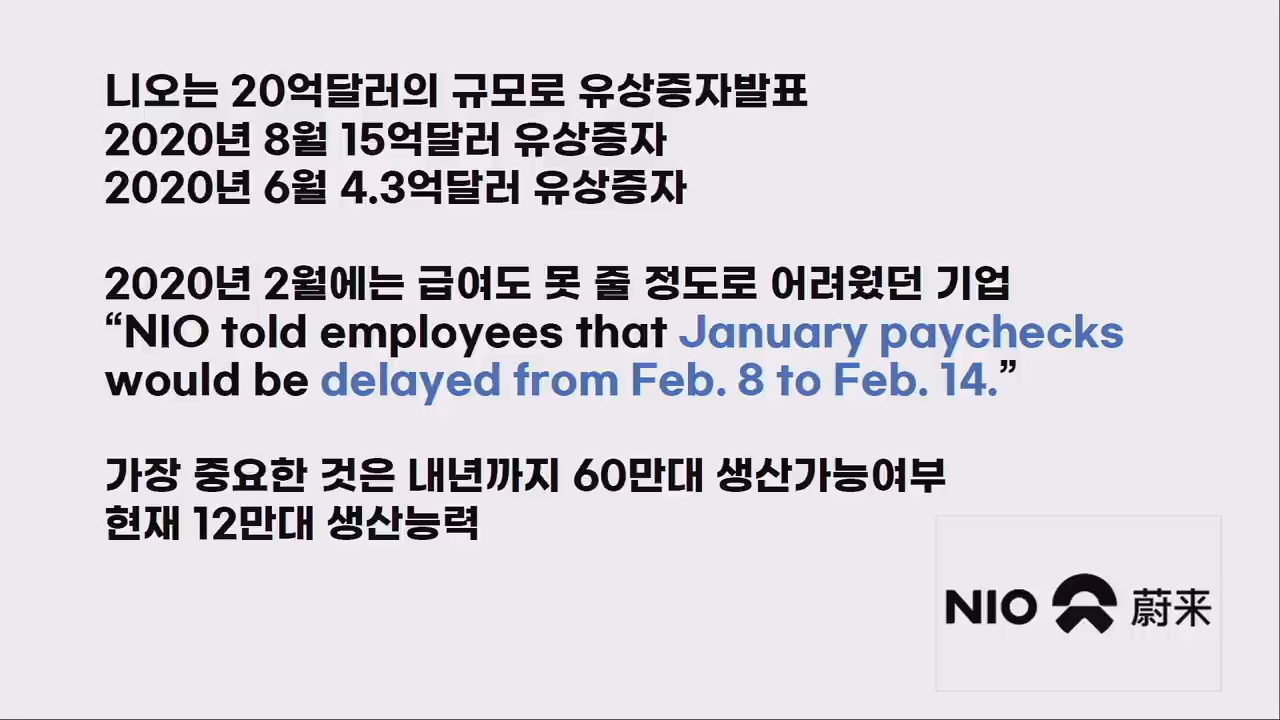 니오는 20억달러의 규모로 유상증자발표
2020년 8월 15억달러 유상증자
2020년 6월 4.3억달러 유상증자
2020년 2월에는 급여도 못 줄 정도로 어려웠던 기업
“NIO told employees that January paychecks
would be delayed from Feb. 8 to Feb. 14.”
가장 중요한 것은 내년까지 60만대 생산가능여부
현재 12만대 생산능력
NIO 蔚来